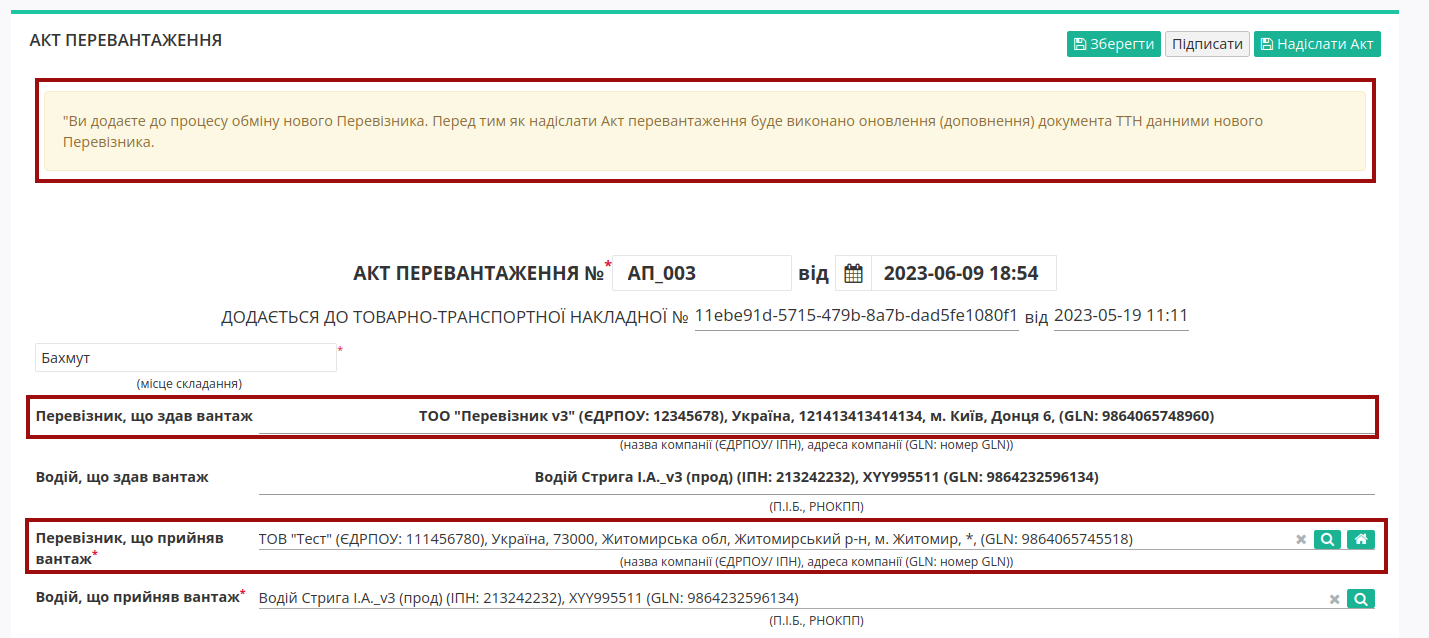 АКТ ПЕРЕВАНТАЖЕННЯ
Зберегти Підписати Надіслати Акт
"Ви додаєте до процесу обміну нового Перевізника. Перед тим як надіслати Акт перевантаження буде виконано оновлення (доповнення) документа ТТН данними нового
Перевізника.
АКТ ПЕРЕВАНТАЖЕННЯ №* АП_003 від 2023-06-09 18:54
ДОДАЄТЬСЯ ДО ТОВАРНО-ТРАНСПОРТНОЇ НАКЛАДНОЇ № 11ebe91d-5715-479b-8a7b-dad5fe1080f1 від 2023-05-19 11:11
Бахмут *
(місце складання)
Перевізник, що здав вантаж ТОО "Перевізник v3" (ЄДРПОУ: 12345678), Україна, 121413413414134, м. Київ, Донця 6, (GLN: 9864065748960)
(назва компанії (ЄДРПОУ/ ІПН), адреса компанії (GLN: номер GLN))
Водій, що здав вантаж Водій Стрига І.А._v3 (прод) (ІПН: 213242232), XYY995511 (GLN: 9864232596134)
(П.І.Б., РНОКПП)
Перевізник, що прийняв
вантаж* ТОВ "Тест" (ЄДРПОУ: 111456780), Україна, 73000, Житомирська обл, Житомирський р-н, м. Житомир, *, (GLN: 9864065745518)
(назва компанії (ЄДРПОУ/ ІПН), адреса компанії (GLN: номер GLN))
Водій, що прийняв вантаж* Водій Стрига І.А._v3 (прод) (ІПН: 213242232), XYY995511 (GLN: 9864232596134)
(П.І.Б., РНОКПП)